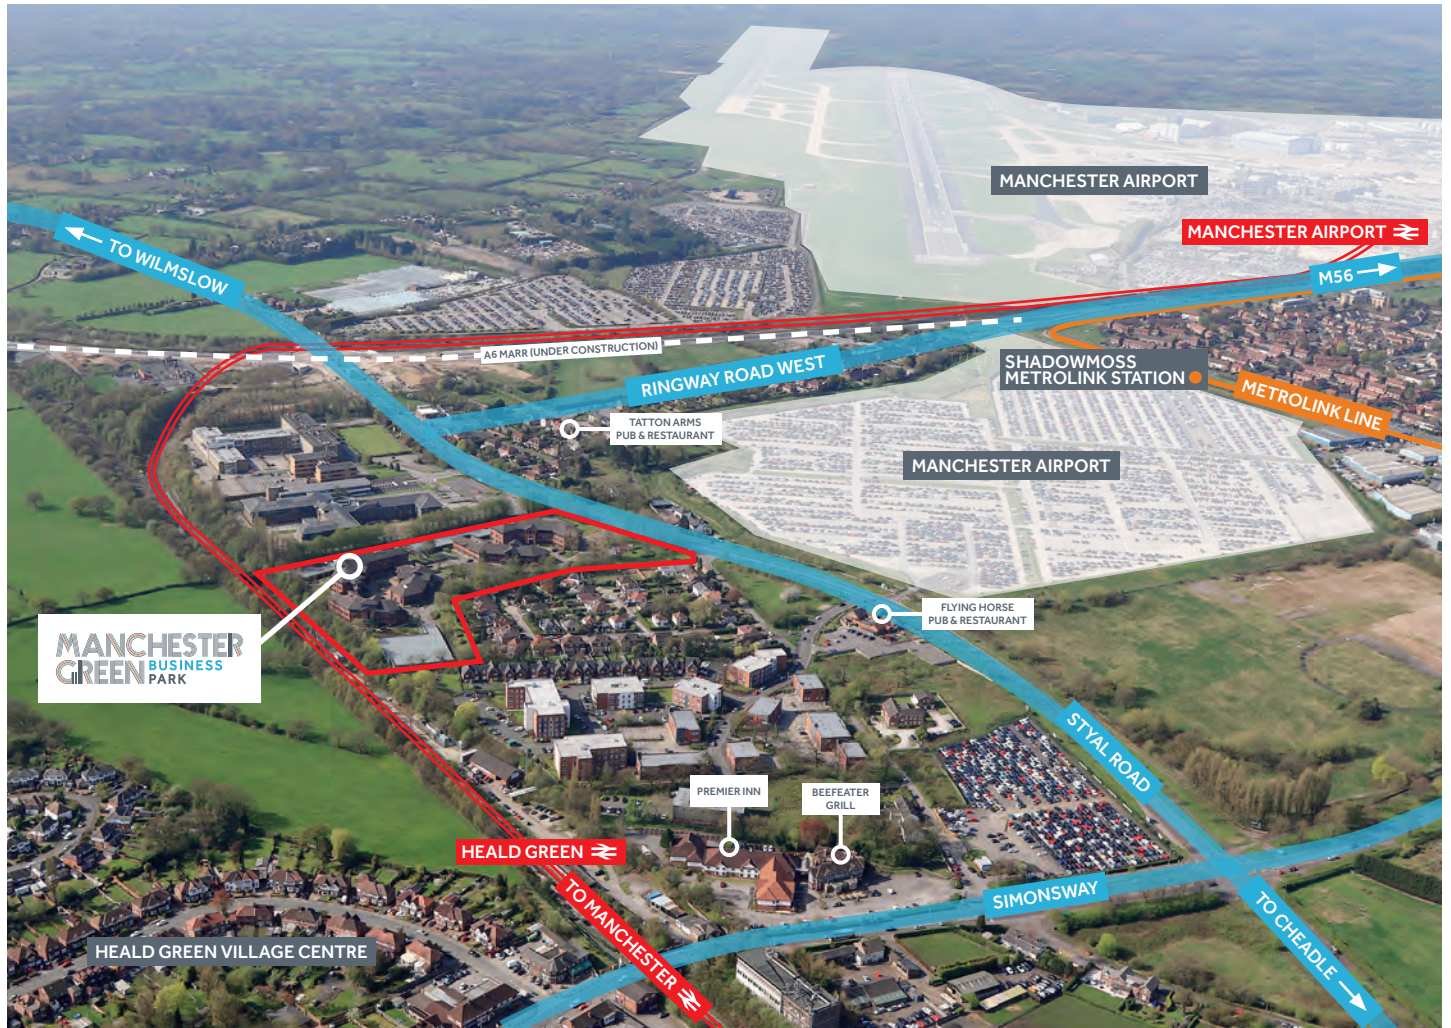 MANCHESTER AIRPORT
MANCHESTER AIRPORT
M56
TO WILMSLOW
A6 MARR (UNDER CONSTRUCTION)
RINGWAY ROAD WEST
SHADOWMOSS
METROLINK STATION
METROLINK LINE
TATTON ARMS
PUB & RESTAURANT
MANCHESTER AIRPORT
MANCHESTER
GREEN BUSINESS
PARK
FLYING HORSE
PUB & RESTAURANT
STYAL ROAD
PREMIER INN
BEEFEATER
GRILL
HEALD GREEN
TO MANCHESTER
SIMONSWAY
TO CHEADLE
HEALD GREEN VILLAGE CENTRE